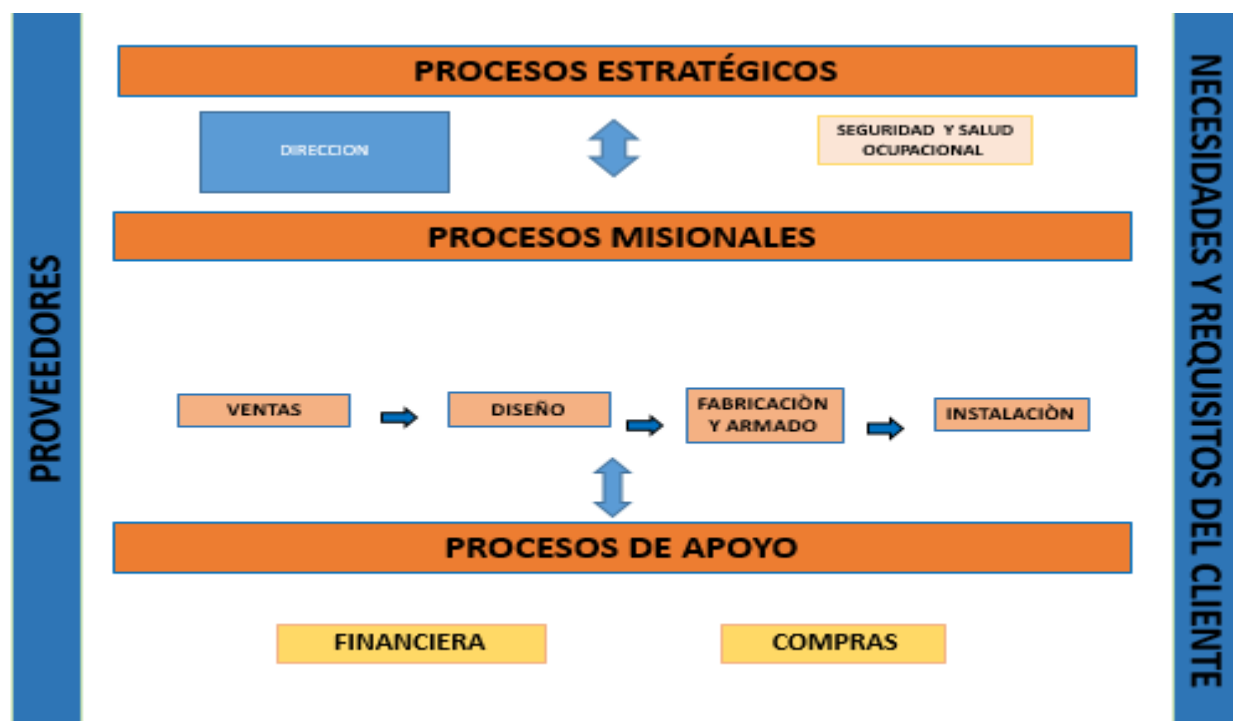 PROVEEDORES
PROCESOS ESTRATÉGICOS
DIRECCION
SEGURIDAD Y SALUD
OCUPACIONAL
PROCESOS MISIONALES
VENTAS
DISEÑO
FABRICACIÒN
Y ARMADO
INSTALACIÒN
PROCESOS DE APOYO
FINANCIERA
COMPRAS
NECESIDADES Y REQUISITOS DEL CLIENTE